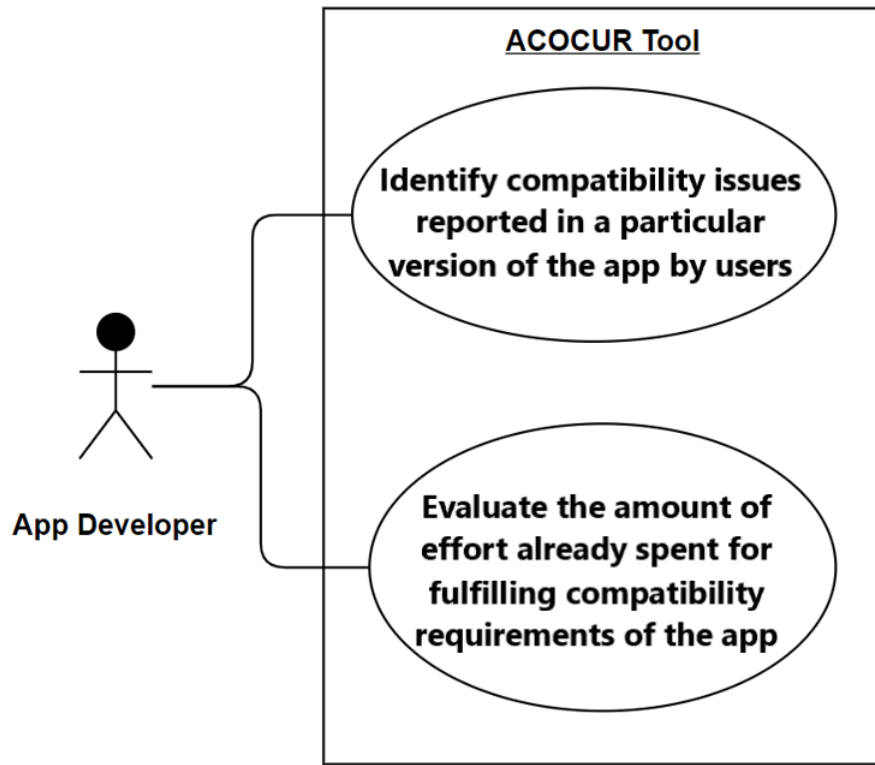 ACOCUR Tool
Identify compatibility issues
reported in a particular
version of the app by users
App Developer
Evaluate the amount of
effort already spent for
fulfilling compatibility
requirements of the app